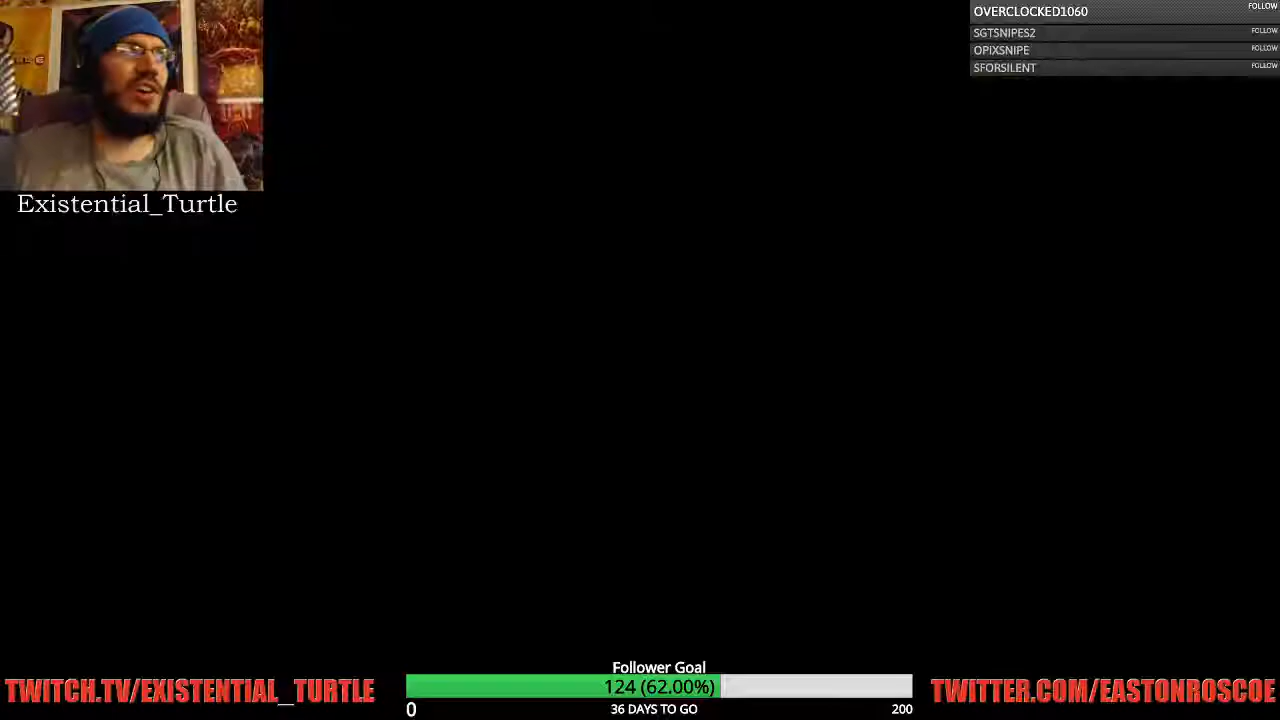 OVERCLOCKED1060 FOLLOW
SGTSNIPES2 FOLLOW
OPIXSNIPE FOLLOW
SFORSILENT FOLLOW
Existential_Turtle
Follower Goal
124 (62.00%)
0 36 DAYS TO GO 200
TWITCH.TV/EXISTENTIAL_TURTLE
TWITTER.COM/EASTONROSCOE